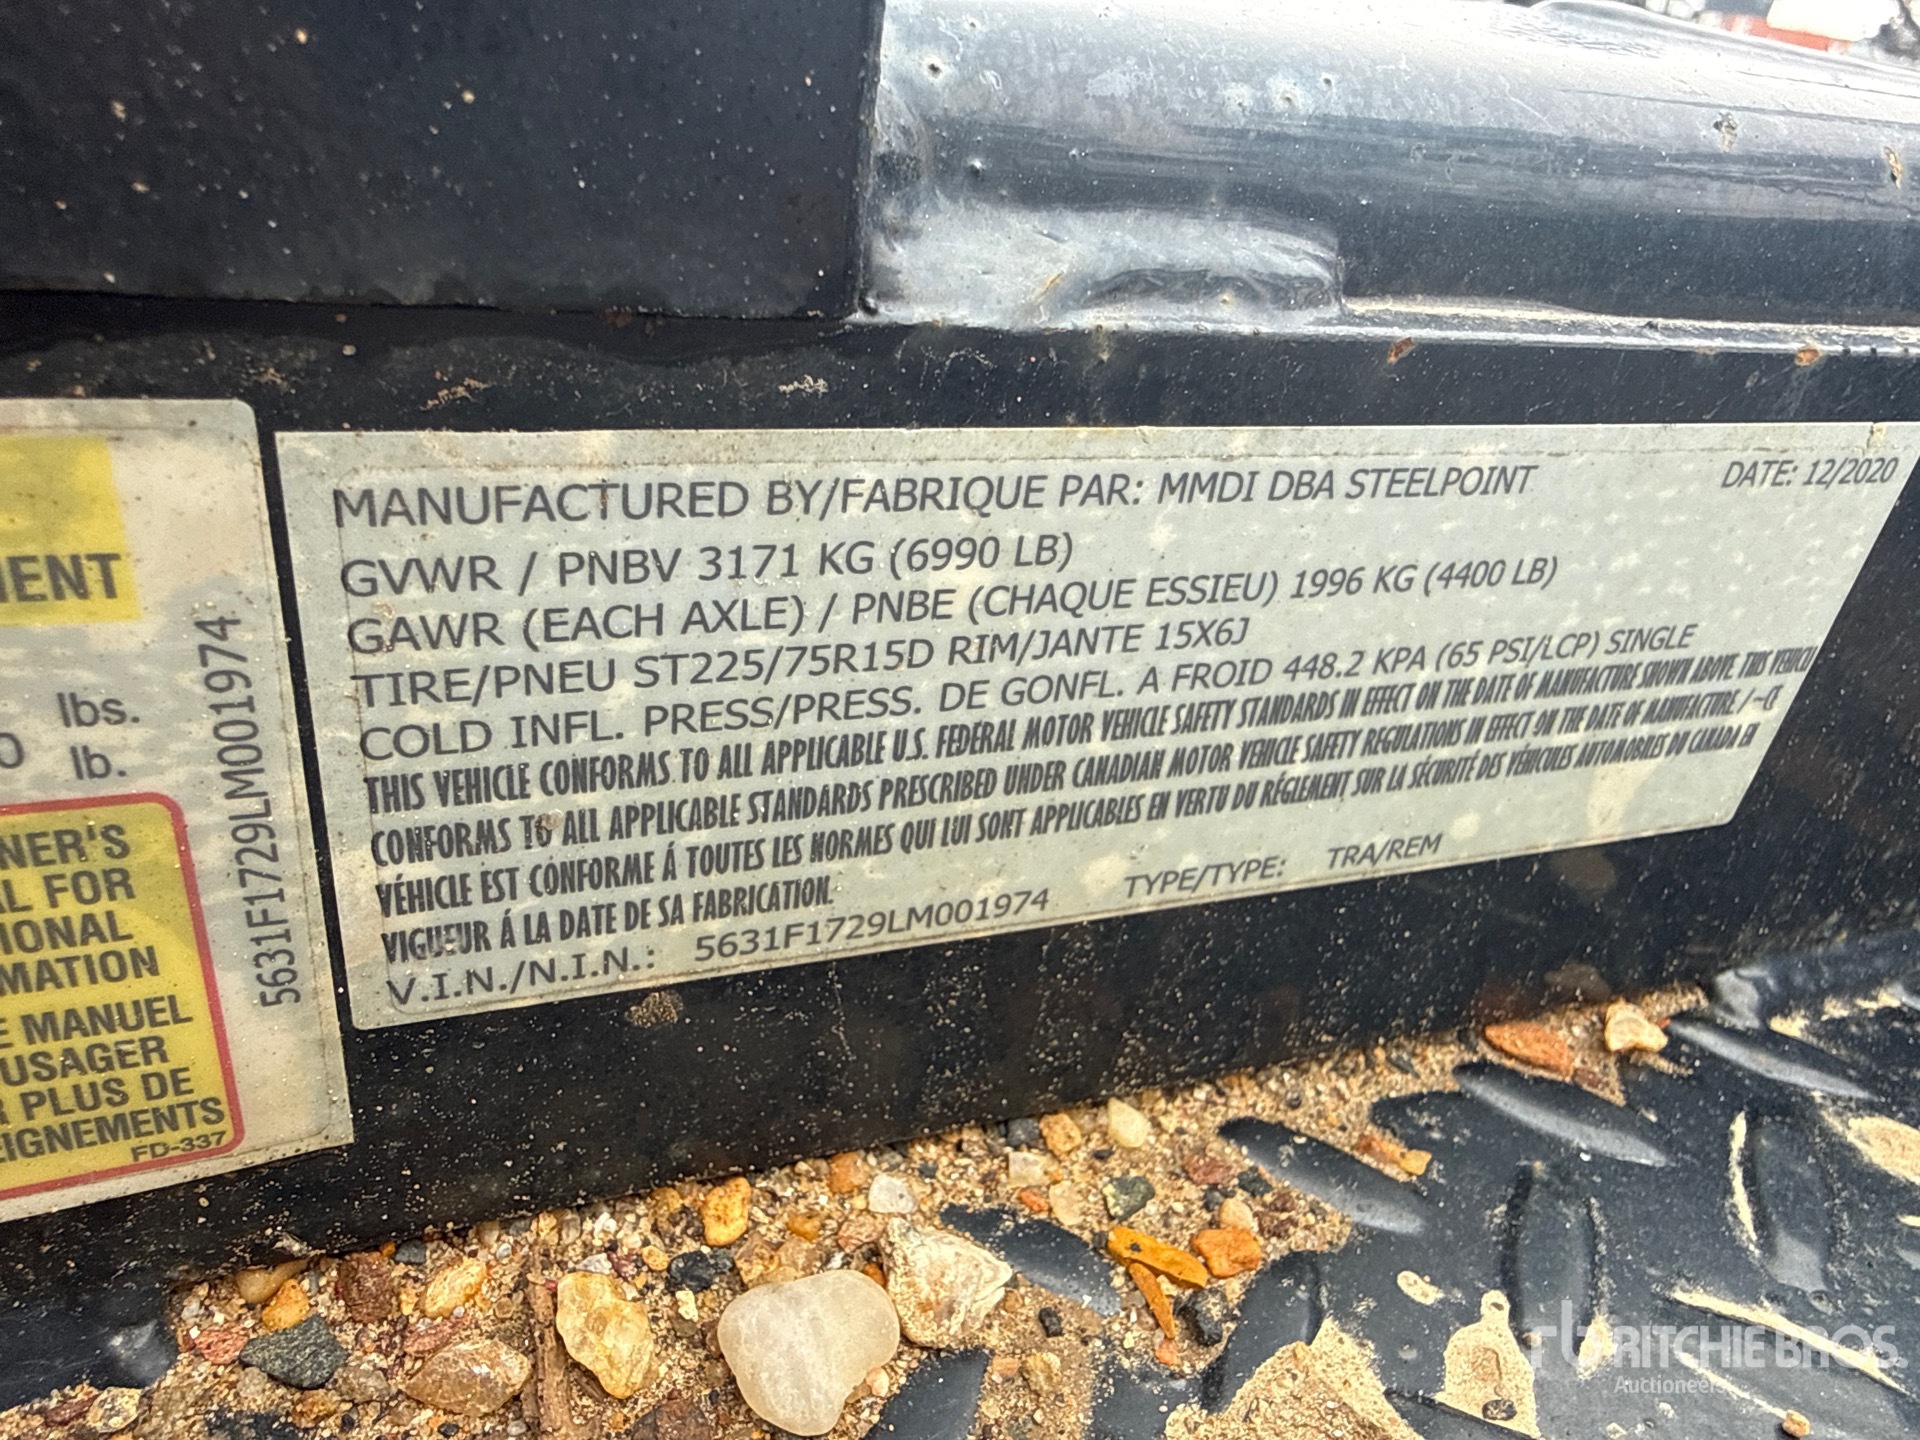 MENT
lbs.
0 lb.
NER'S
L FOR
IONAL
MATION
E MANUEL
USAGER
R PLUS DE
EIGNEMENTS
FD-337
5631F1729LM001974
MANUFACTURED BY/FABRIQUE PAR: MMDI DBA STEELPOINT DATE: 12/2020
GVWR / PNBV 3171 KG (6990 LB)
GAWR (EACH AXLE) / PNBE (CHAQUE ESSIEU) 1996 KG (4400 LB)
TIRE/PNEU ST225/75R15D RIM/JANTE 15X6J
COLD INFL. PRESS/PRESS. DE GONFL. A FROID 448.2 KPA (65 PSI/LCP) SINGLE
THIS VEHICLE CONFORMS TO ALL APPLICABLE U.S. FEDERAL MOTOR VEHICLE SAFETY STANDARDS IN EFFECT ON THE DATE OF MANUFACTURE SHOWN ABOVE. THIS VEHICLE
CONFORMS TO ALL APPLICABLE STANDARDS PRESCRIBED UNDER CANADIAN MOTOR VEHICLE SAFETY REGULATIONS IN EFFECT ON THE DATE OF MANUFACTURE / -CE
VÉHICLE EST CONFORME Á TOUTES LES NORMES QUI LUI SONT APPLICABLES EN VERTU DU RÉGLEMENT SUR LA SÉCURITÉ DES VÉHICULES AUTOMOBILES DU CANADA EN
VIGUEUR Á LA DATE DE SA FABRICATION.
V.I.N./N.I.N.: 5631F1729LM001974 TYPE/TYPE: TRA/REM
RITCHIE BROS.
Auctioneers